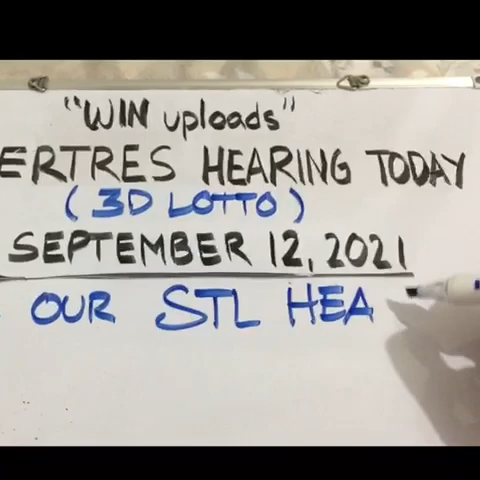 "WIN uploads"
ERTRES HEARING TODAY
(3D LOTTO)
SEPTEMBER 12, 2021
OUR STL HEA